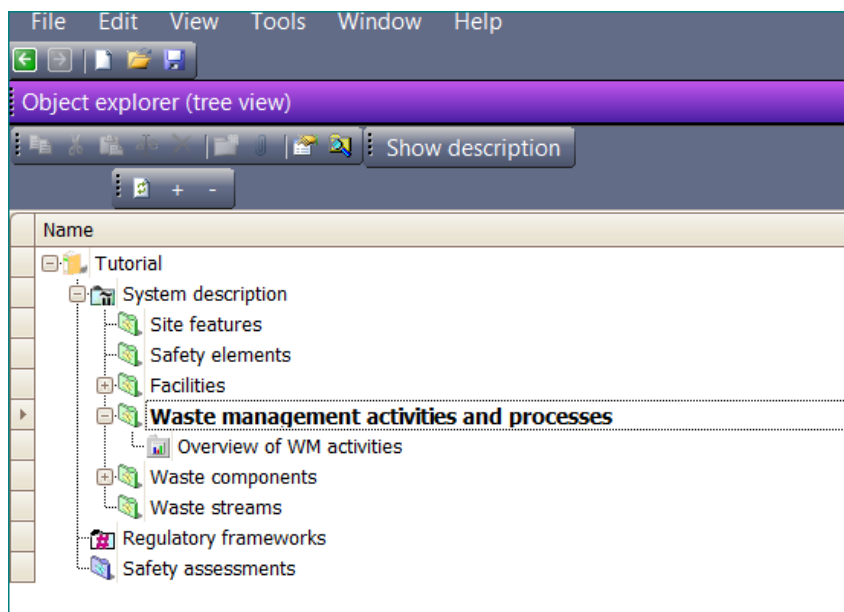 File Edit View Tools Window Help
Object explorer (tree view)
Show description
+ -
Name
Tutorial
System description
Site features
Safety elements
Facilities
Waste management activities and processes
Overview of WM activities
Waste components
Waste streams
Regulatory frameworks
Safety assessments